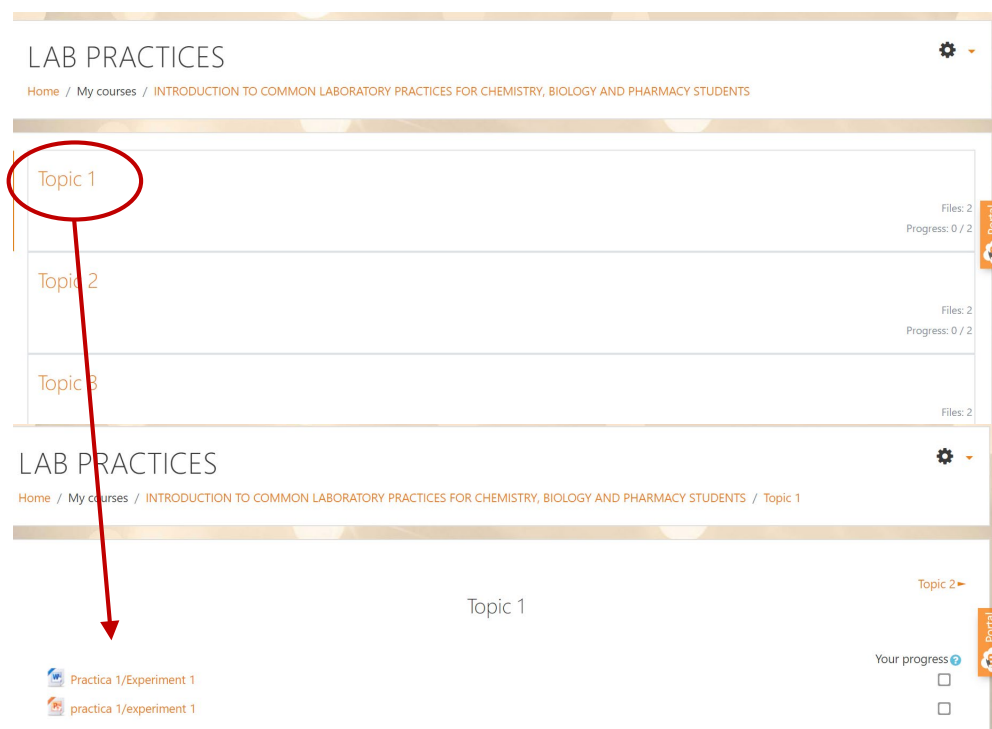 LAB PRACTICES
Home / My courses / INTRODUCTION TO COMMON LABORATORY PRACTICES FOR CHEMISTRY, BIOLOGY AND PHARMACY STUDENTS
Topic 1
Files: 2
Progress: 0 / 2
Portal
Topic 2
Files: 2
Progress: 0 / 2
Topic 3
Files: 2
LAB PRACTICES
Home / My courses / INTRODUCTION TO COMMON LABORATORY PRACTICES FOR CHEMISTRY, BIOLOGY AND PHARMACY STUDENTS / Topic 1
Topic 2►
Topic 1
Portal
Your progress
Practica 1/Experiment 1
practica 1/experiment 1